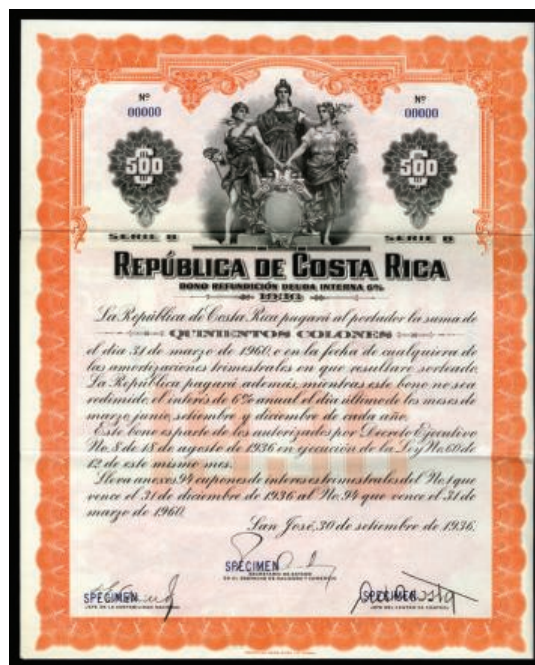 Nº Nº
00000 00000
500 500
SERIE B SERIE B
REPÚBLICA DE COSTA RICA
BONO REFUNDICIÓN DEUDA INTERNA 6%
1936
La República de Costa Rica pagará al portador la suma de
QUINIENTOS COLONES
el día 31 de marzo de 1960, o en la fecha de cualquiera de
las amortizaciones trimestrales en que resultare sorteado.
La República pagará además, mientras este bono no sea
redimido, el interés de 6% anual el día último de los meses de
marzo, junio, setiembre y diciembre de cada año.
Este bono es parte de los autorizados por Decreto Ejecutivo
No. 8 de 18 de agosto de 1936 en ejecución de la Ley No. 60 de
12 de este mismo mes.
Lleva anexos 94 cupones de intereses trimestrales del No. 1 que
vence el 31 de diciembre de 1936 al No. 94 que vence el 31 de
marzo de 1960.
San José, 30 de setiembre de 1936.
SPECIMEN
SECRETARIO DE ESTADO
EN EL DESPACHO DE HACIENDA Y COMERCIO
SPECIMEN SPECIMEN
JEFE DE LA CONTABILIDAD NACIONAL JEFE DEL CENTRO DE CONTROL